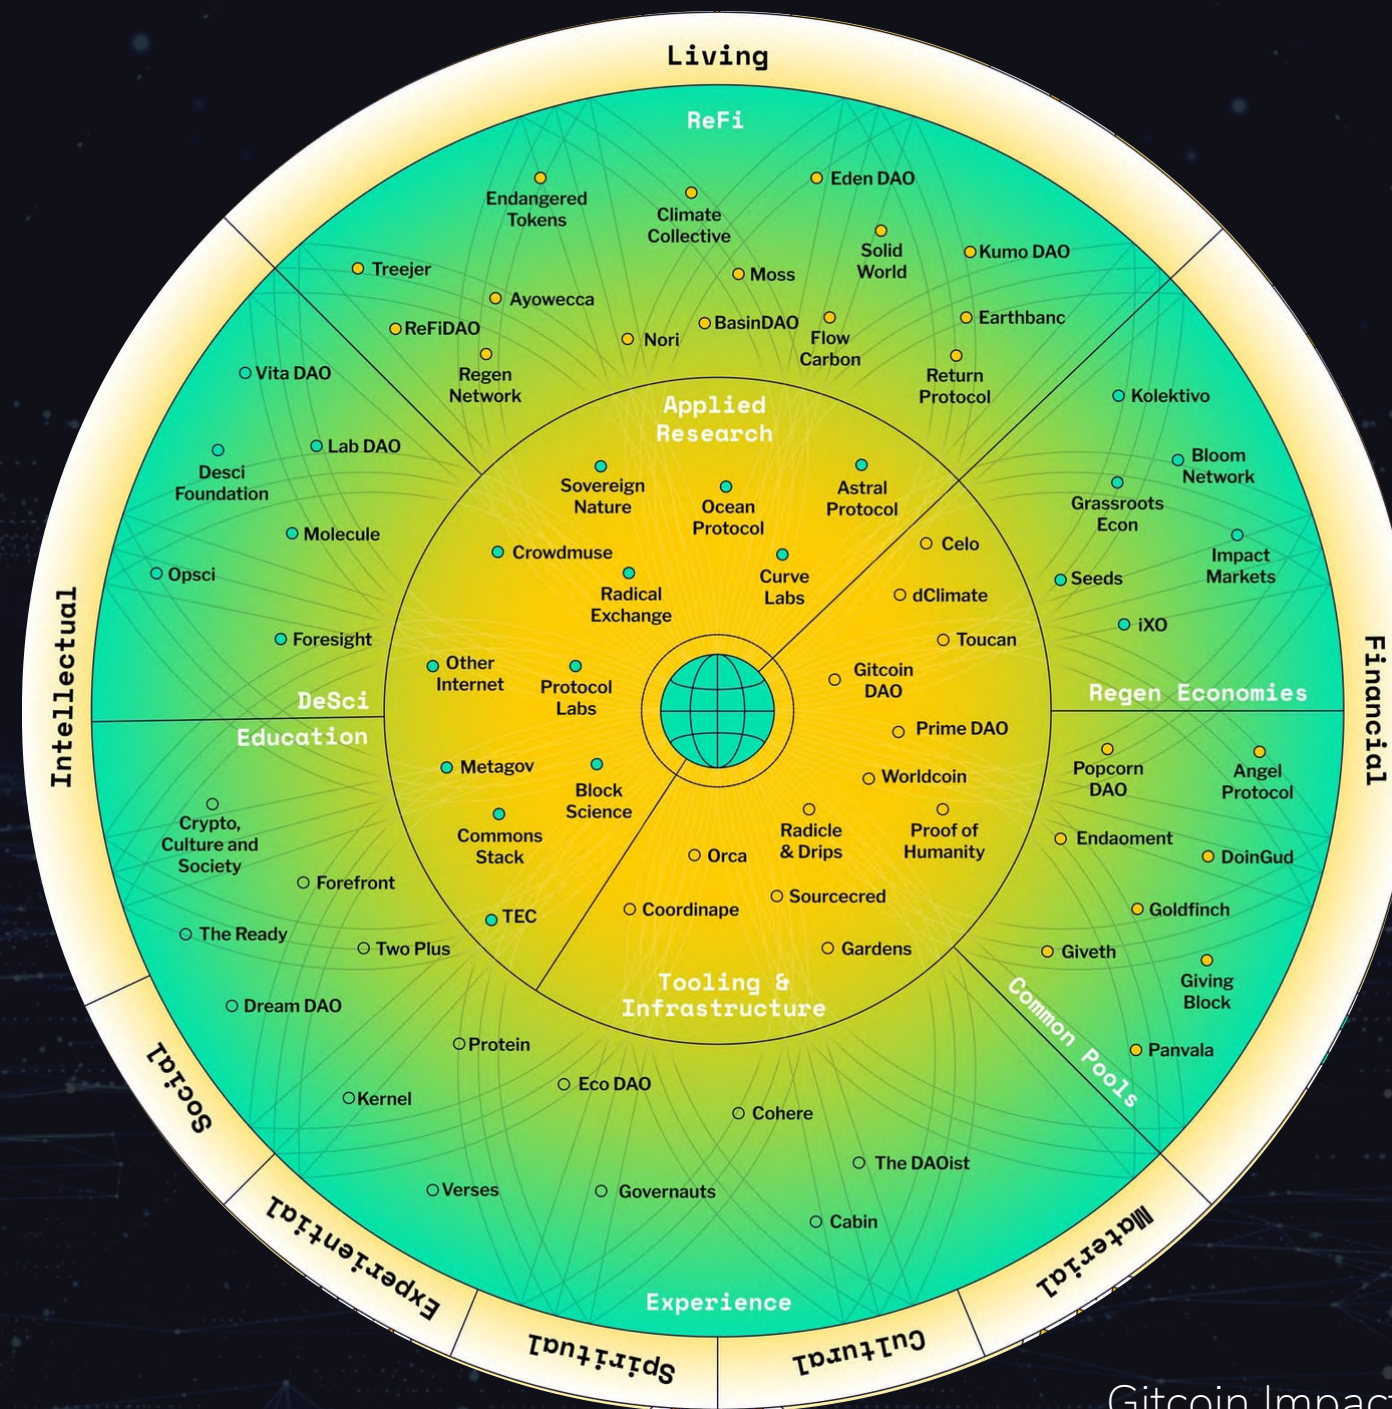 Living
ReFi
Endangered
Tokens
Climate
Collective
Eden DAO
Solid
World
Kumo DAO
Treejer
Moss
Ayowecca
ReFiDAO
Nori
BasinDAO
Flow
Carbon
Earthbanc
Regen
Network
Return
Protocol
Vita DAO
Lab DAO
Desci
Foundation
Molecule
Opsci
Foresight
DeSci
Intellectual
Education
Crypto,
Culture and
Society
Forefront
The Ready
Two Plus
Dream DAO
Applied
Research
Sovereign
Nature
Ocean
Protocol
Astral
Protocol
Crowdmuse
Radical
Exchange
Curve
Labs
Other
Internet
Protocol
Labs
Metagov
Block
Science
Commons
Stack
TEC
Celo
dClimate
Toucan
Gitcoin
DAO
Prime DAO
Worldcoin
Radicle
& Drips
Proof of
Humanity
Orca
Sourcecred
Coordinape
Gardens
Tooling &
Infrastructure
Kolektivo
Bloom
Network
Grassroots
Econ
Impact
Markets
Seeds
iXO
Regen Economies
Financial
Popcorn
DAO
Angel
Protocol
Endaoment
DoinGud
Goldfinch
Giveth
Giving
Block
Panvala
Common Pools
Protein
Eco DAO
Kernel
Cohere
The DAOist
Verses
Governauts
Cabin
Experience
Social
Experiential
Spiritual
Cultural
Material
Gitcoin Impact